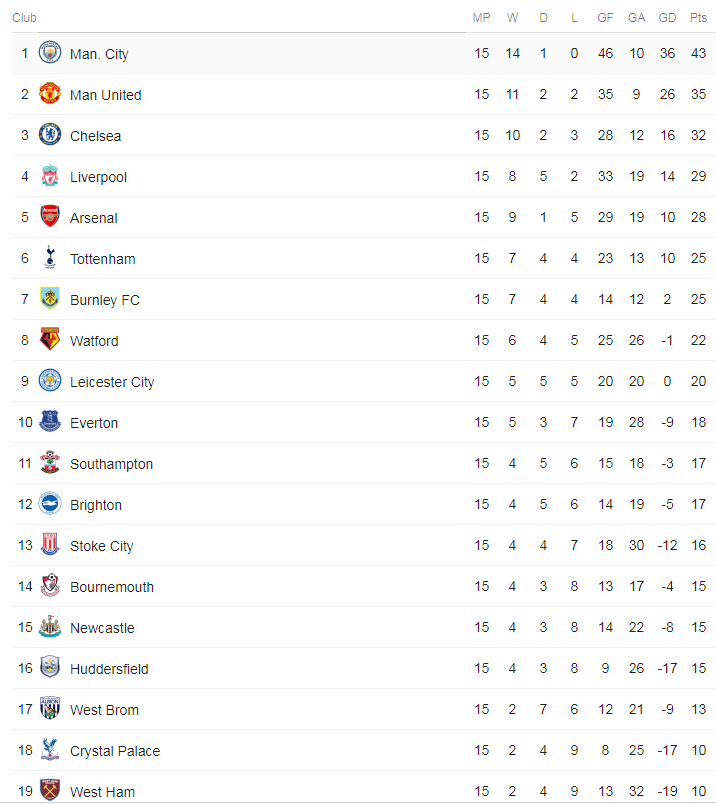 Club MP W D L GF GA GD Pts
1 Man. City 15 14 1 0 46 10 36 43
2 Man United 15 11 2 2 35 9 26 35
3 Chelsea 15 10 2 3 28 12 16 32
4 Liverpool 15 8 5 2 33 19 14 29
5 Arsenal 15 9 1 5 29 19 10 28
6 Tottenham 15 7 4 4 23 13 10 25
7 Burnley FC 15 7 4 4 14 12 2 25
8 Watford 15 6 4 5 25 26 -1 22
9 Leicester City 15 5 5 5 20 20 0 20
10 Everton 15 5 3 7 19 28 -9 18
11 Southampton 15 4 5 6 15 18 -3 17
12 Brighton 15 4 5 6 14 19 -5 17
13 Stoke City 15 4 4 7 18 30 -12 16
14 Bournemouth 15 4 3 8 13 17 -4 15
15 Newcastle 15 4 3 8 14 22 -8 15
16 Huddersfield 15 4 3 8 9 26 -17 15
17 West Brom 15 2 7 6 12 21 -9 13
18 Crystal Palace 15 2 4 9 8 25 -17 10
19 West Ham 15 2 4 9 13 32 -19 10